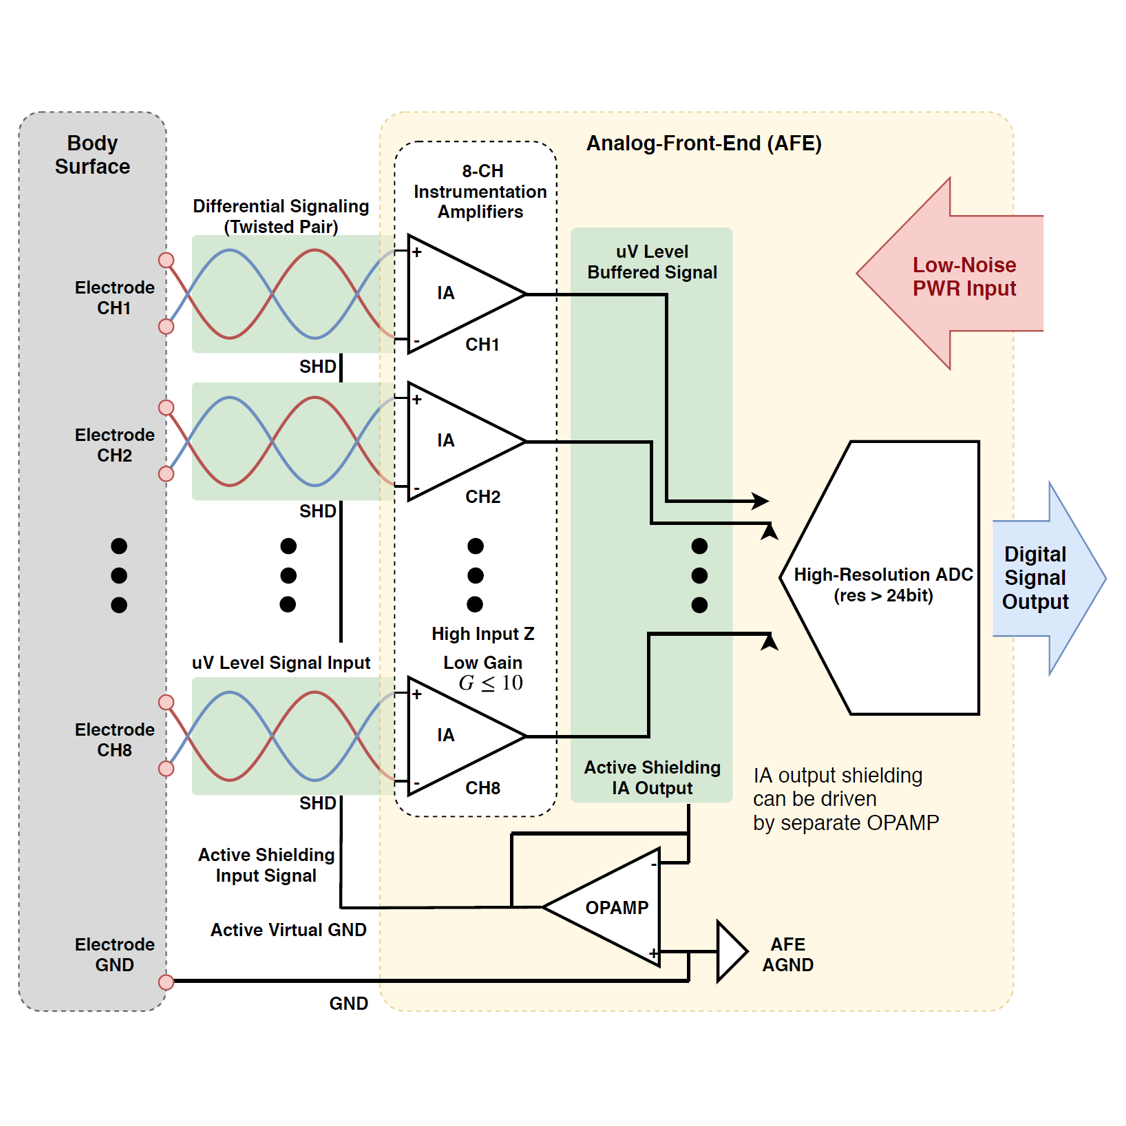 Body
Surface
Analog-Front-End (AFE)
8-CH
Instrumentation
Amplifiers
Differential Signaling
(Twisted Pair)
Electrode
CH1
+
IA
-
CH1
SHD
uV Level
Buffered Signal
Low-Noise
PWR Input
Electrode
CH2
+
IA
-
CH2
SHD
High-Resolution ADC
(res > 24bit)
Digital
Signal
Output
High Input Z
Low Gain
G ≤ 10
uV Level Signal Input
Electrode
CH8
+
IA
-
CH8
SHD
Active Shielding
IA Output
IA output shielding
can be driven
by separate OPAMP
Active Shielding
Input Signal
-
OPAMP
+
Active Virtual GND
Electrode
GND
AFE
AGND
GND